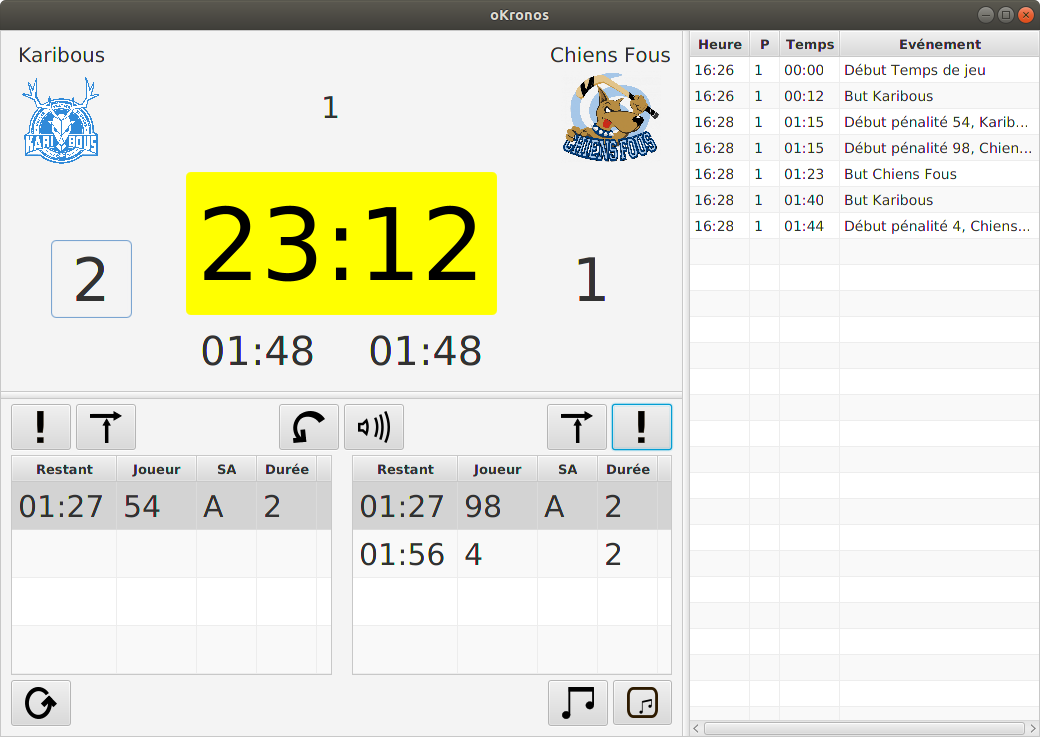 oKronos
Karibous
Chiens Fous
KARIBOUS
CHIENS FOUS
1
23:12
2
1
01:48 01:48
! !
Restant Joueur SA Durée
01:27 54 A 2
Restant Joueur SA Durée
01:27 98 A 2
01:56 4 2
Heure P Temps Evénement
16:26 1 00:00 Début Temps de jeu
16:26 1 00:12 But Karibous
16:28 1 01:15 Début pénalité 54, Karib...
16:28 1 01:15 Début pénalité 98, Chien...
16:28 1 01:23 But Chiens Fous
16:28 1 01:40 But Karibous
16:28 1 01:44 Début pénalité 4, Chiens...